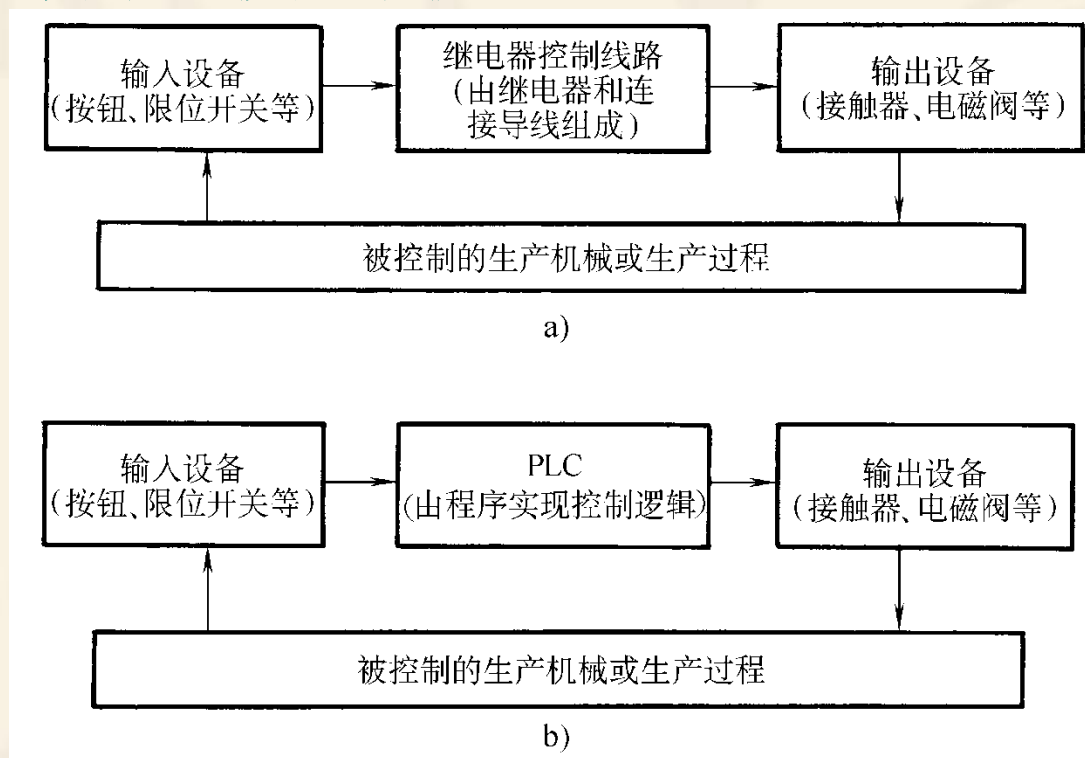 输入设备
(按钮、限位开关等)
继电器控制线路
(由继电器和连
接导线组成)
输出设备
(接触器、电磁阀等)
被控制的生产机械或生产过程
a)
输入设备
(按钮、限位开关等)
PLC
(由程序实现控制逻辑)
输出设备
(接触器、电磁阀等)
被控制的生产机械或生产过程
b)